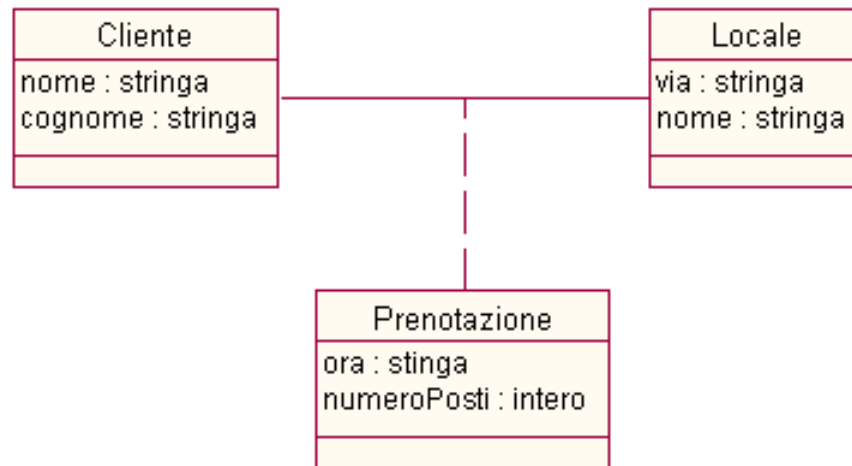 Cliente
nome : stringa
cognome : stringa
Locale
via : stringa
nome : stringa
Prenotazione
ora : stinga
numeroPosti : intero